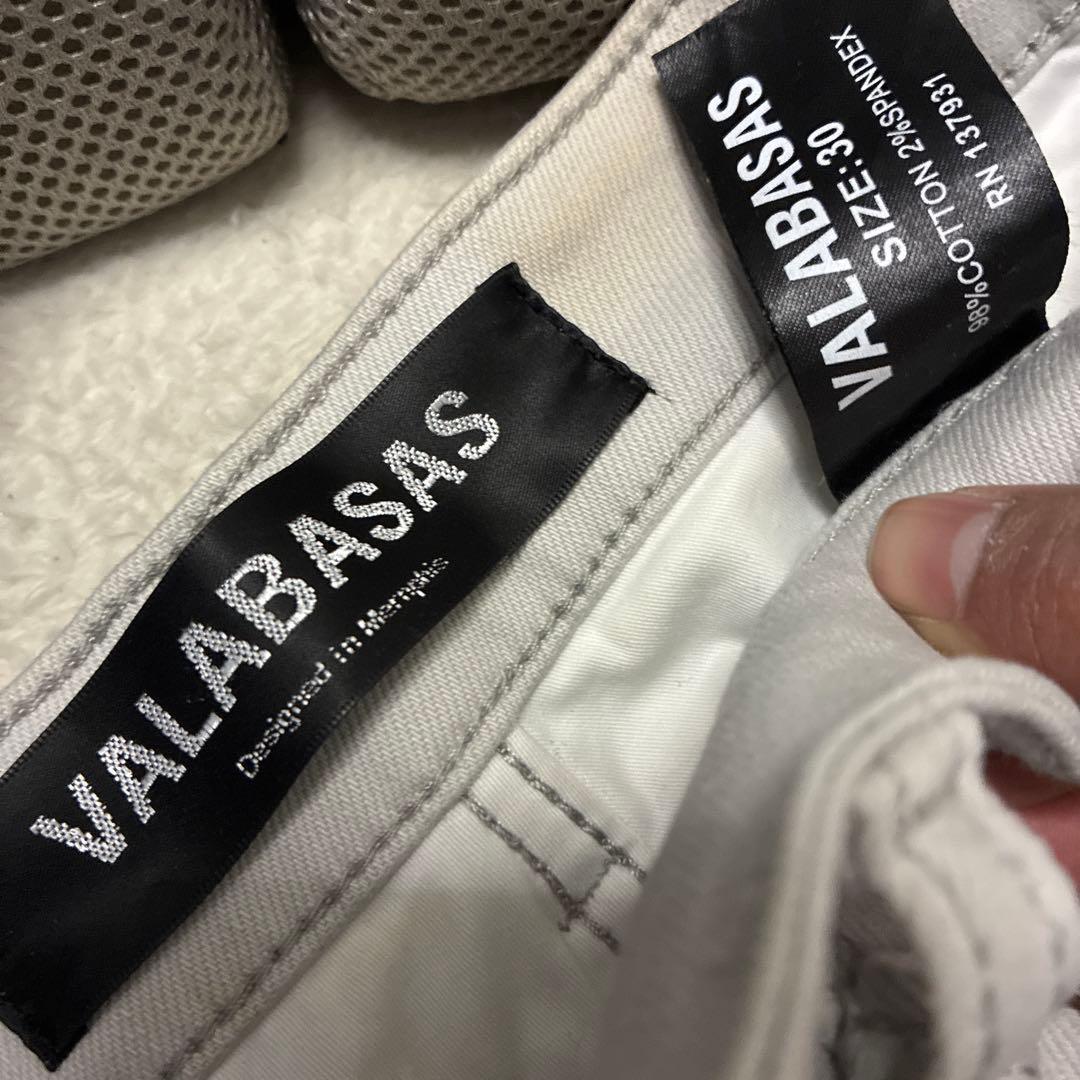 VALABASAS
Designed in Memphis
VALABASAS
SIZE:30
98%COTTON 2%SPANDEX
RN 137931